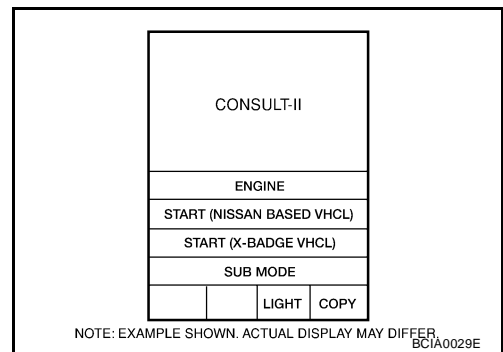 CONSULT-II
ENGINE
START (NISSAN BASED VHCL)
START (X-BADGE VHCL)
SUB MODE
LIGHT COPY
NOTE: EXAMPLE SHOWN. ACTUAL DISPLAY MAY DIFFER.
BCIA0029E